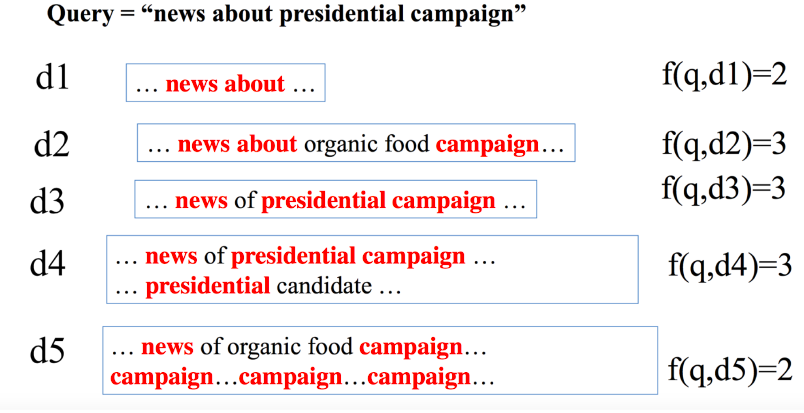 Query = “news about presidential campaign”
d1 … news about … f(q,d1)=2
d2 … news about organic food campaign… f(q,d2)=3
d3 … news of presidential campaign … f(q,d3)=3
d4 … news of presidential campaign …
… presidential candidate … f(q,d4)=3
d5 … news of organic food campaign…
campaign…campaign…campaign… f(q,d5)=2